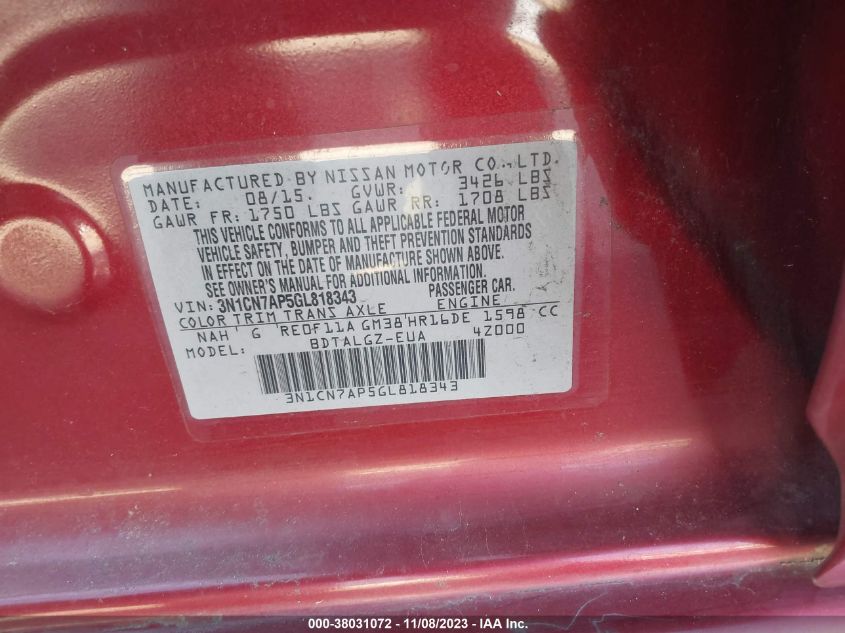 MANUFACTURED BY NISSAN MOTOR CO., LTD.
DATE: 08/15. GVWR: 3426 LBS
GAWR FR: 1750 LBS GAWR RR: 1708 LBS
THIS VEHICLE CONFORMS TO ALL APPLICABLE FEDERAL MOTOR
VEHICLE SAFETY, BUMPER AND THEFT PREVENTION STANDARDS
IN EFFECT ON THE DATE OF MANUFACTURE SHOWN ABOVE.
SEE OWNER'S MANUAL FOR ADDITIONAL INFORMATION.
VIN: 3N1CN7AP5GL818343 PASSENGER CAR.
COLOR TRIM TRANS AXLE ENGINE
NAH G RE0F11A GM38 HR16DE 1598 CC
MODEL: BDTALGZ-EUA 4Z000
3N1CN7AP5GL818343
000-38031072 - 11/08/2023 - IAA Inc.